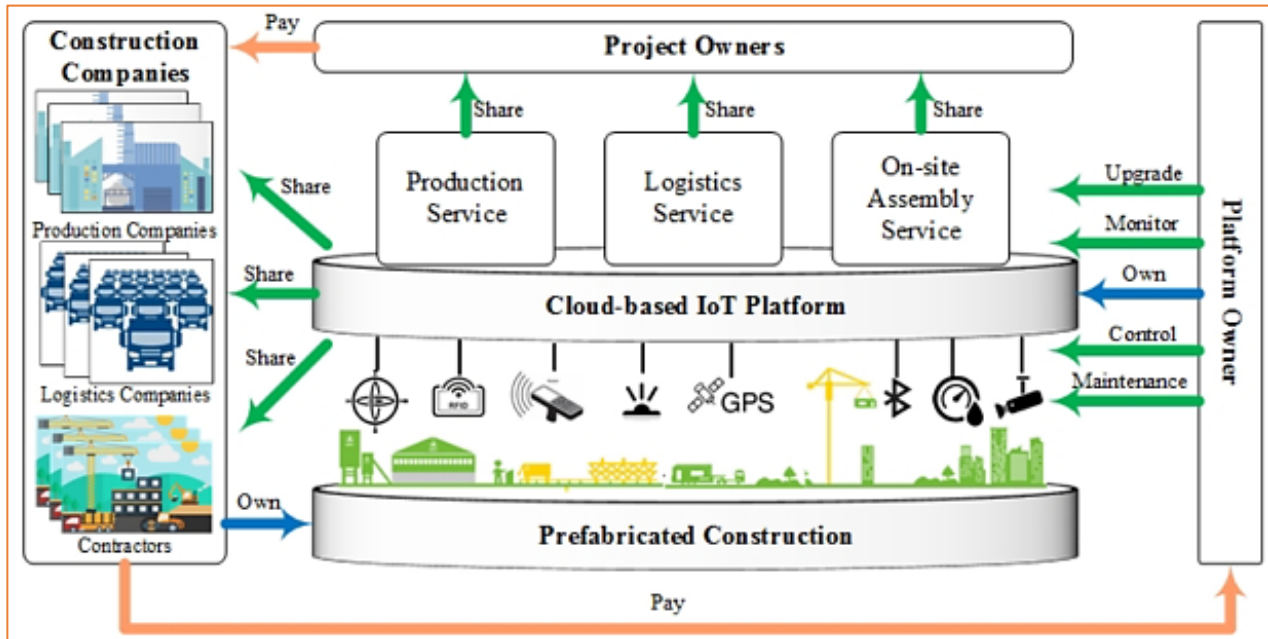 Construction
Companies
Production Companies
Logistics Companies
Contractors
Pay
Project Owners
Share
Share
Share
Production
Service
Logistics
Service
On-site
Assembly
Service
Share
Share
Share
Cloud-based IoT Platform
RFID
GPS
Own
Prefabricated Construction
Upgrade
Monitor
Own
Control
Maintenance
Platform Owner
Pay